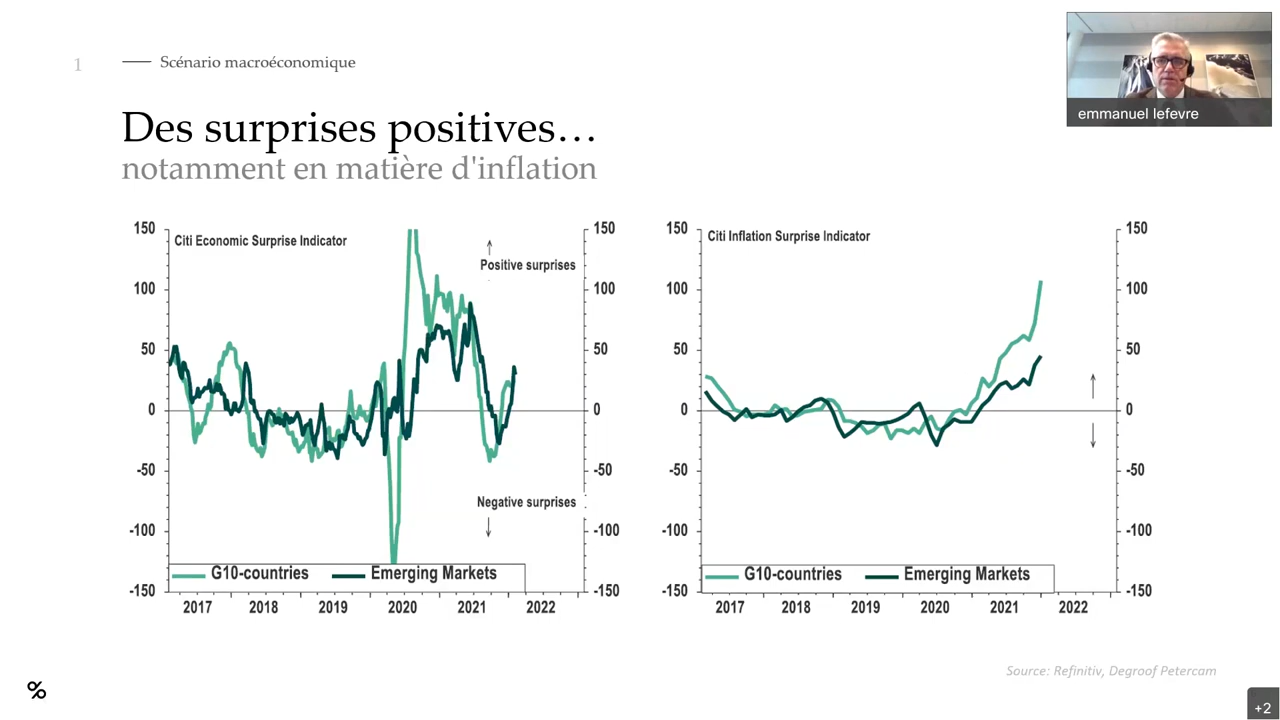 1
Scénario macroéconomique
emmanuel lefevre
Des surprises positives…
notamment en matière d'inflation
Citi Economic Surprise Indicator
Positive surprises
Negative surprises
150
100
50
0
-50
-100
-150
150
100
50
0
-50
-100
-150
G10-countries
Emerging Markets
2017 2018 2019 2020 2021 2022
Citi Inflation Surprise Indicator
150
100
50
0
-50
-100
-150
150
100
50
0
-50
-100
-150
G10-countries
Emerging Markets
2017 2018 2019 2020 2021 2022
Source: Refinitiv, Degroof Petercam
%
+2